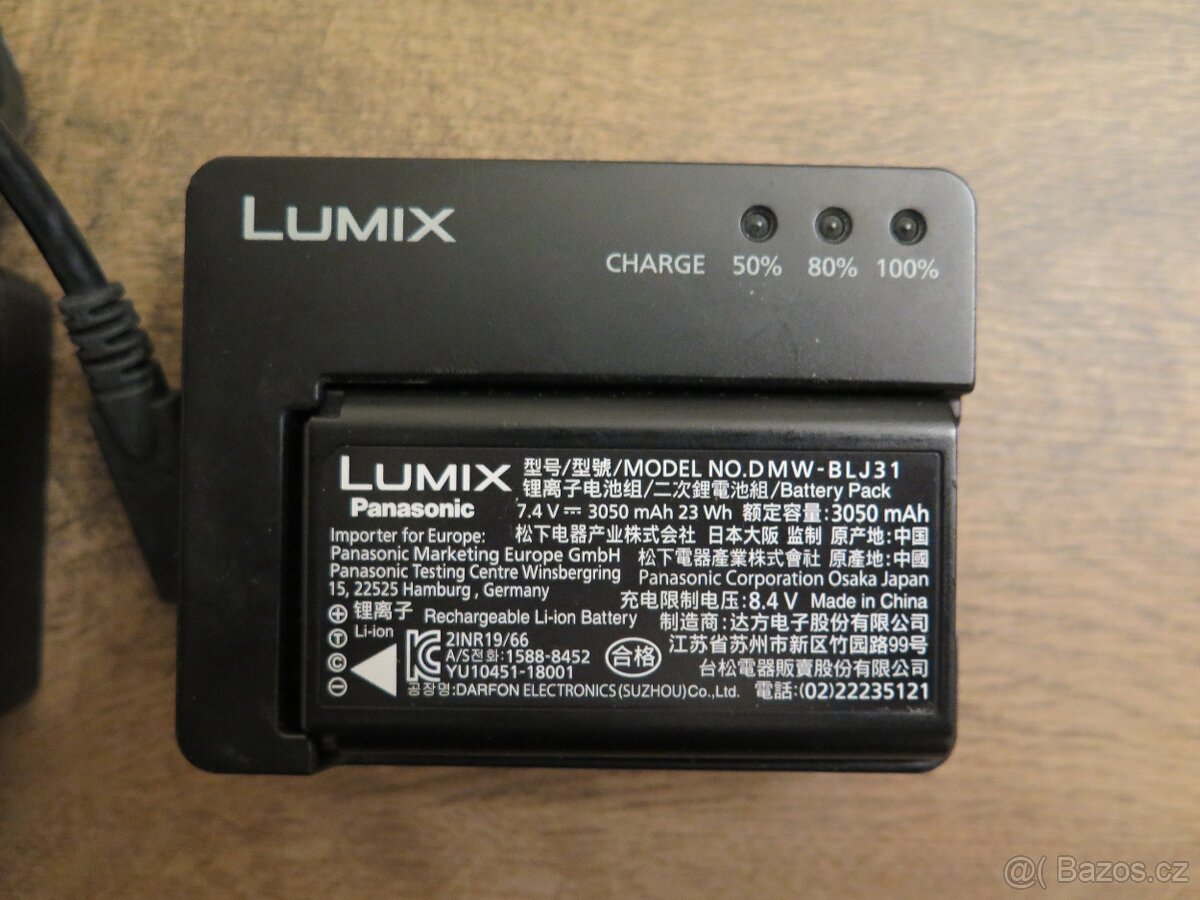 LUMIX
CHARGE 50% 80% 100%
LUMIX 型号/型號/MODEL NO.DMW-BLJ31
锂离子电池组/二次鋰電池組/Battery Pack
Panasonic 7.4 V ⎓ 3050 mAh 23 Wh 额定容量:3050 mAh
Importer for Europe: 松下电器产业株式会社 日本大阪 监制 原产地:中国
Panasonic Marketing Europe GmbH 松下電器產業株式會社 原產地:中國
Panasonic Testing Centre Winsbergring Panasonic Corporation Osaka Japan
15, 22525 Hamburg, Germany 充电限制电压:8.4 V Made in China
⊕ 锂离子 Rechargeable Li-ion Battery 制造商:达方电子股份有限公司
Ⓣ Li-ion 2INR19/66 合格 江苏省苏州市新区竹园路99号
Ⓒ A/S전화:1588-8452 台松電器販賣股份有限公司
YU10451-18001
⊖ 공장명:DARFON ELECTRONICS(SUZHOU)Co.,Ltd. 電話:(02)22235121
@( Bazos.cz